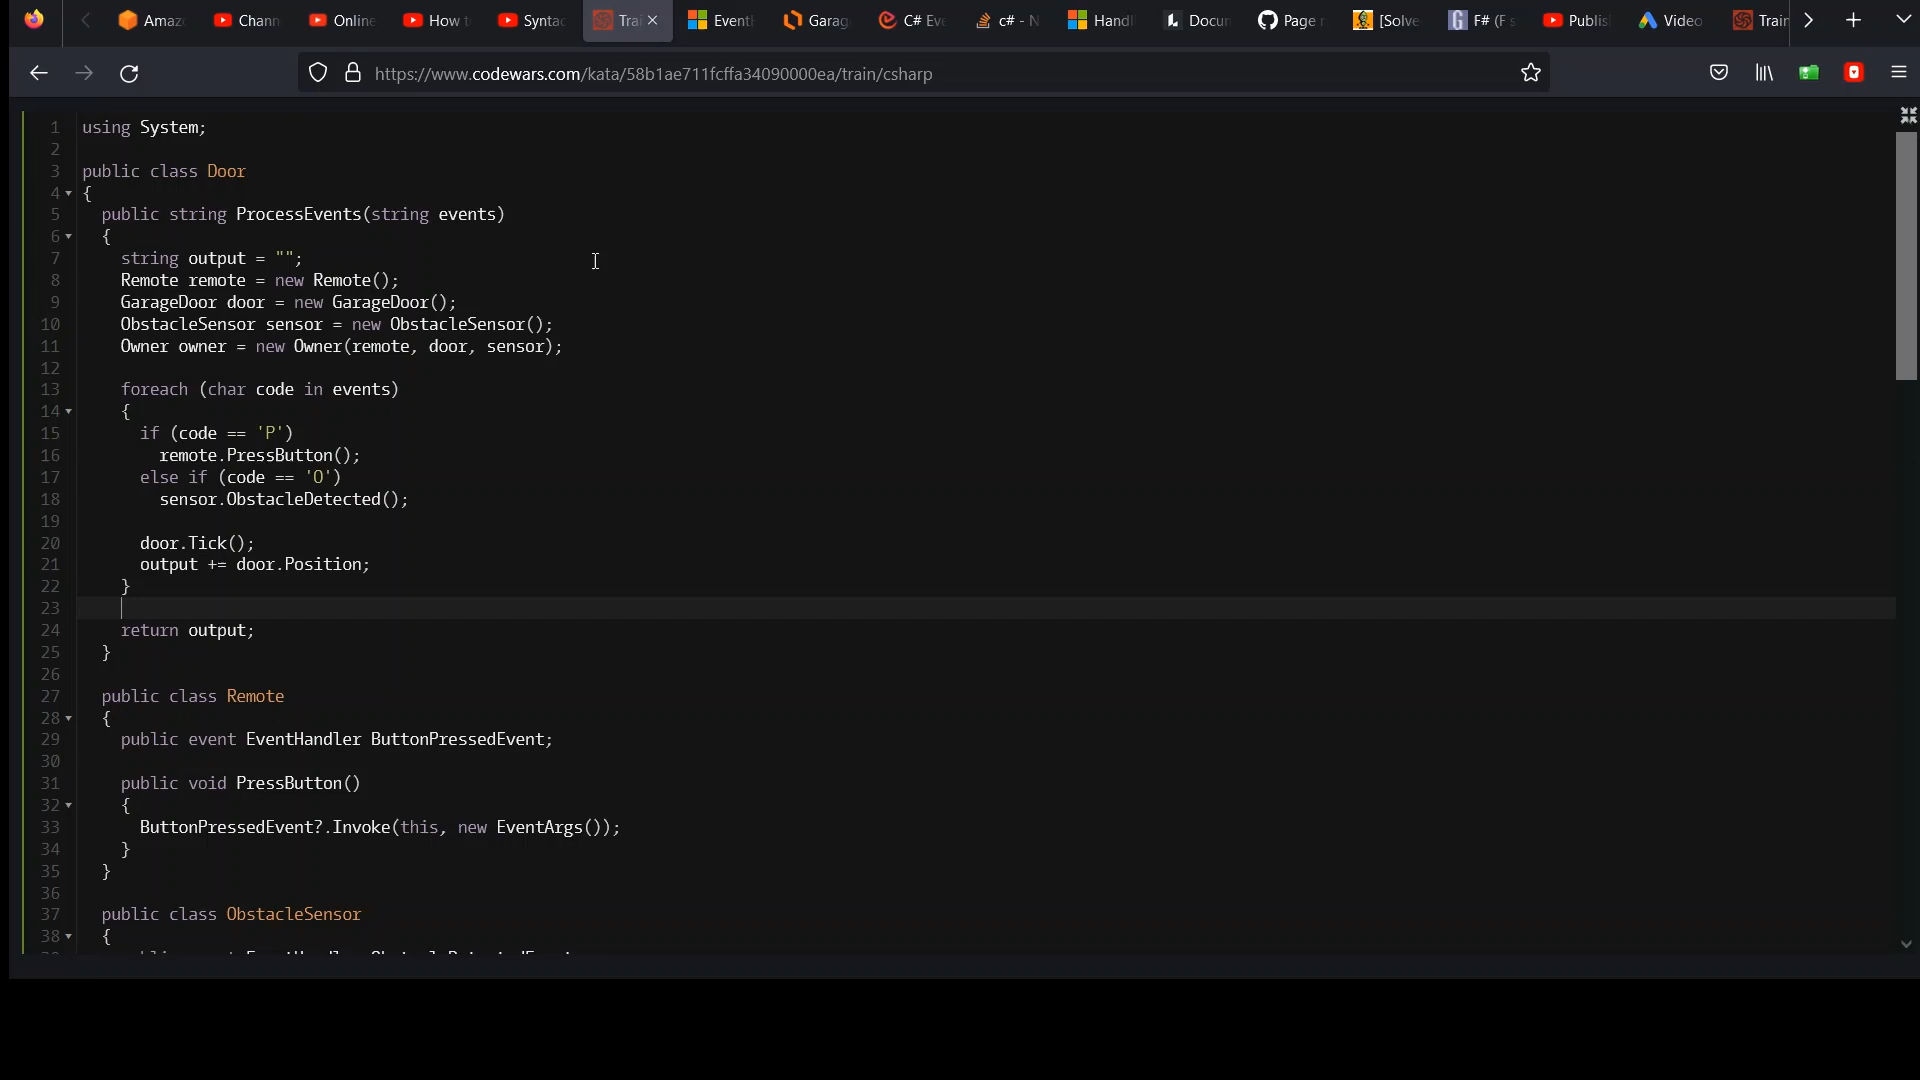 Amaz Chann Online How t Syntac Trai Event Garag C# Eve c# - N Handl Docun Page n [Solve F# (F s Publis Video Train
https://www.codewars.com/kata/58b1ae711fcffa34090000ea/train/csharp
1 using System;
2
3 public class Door
4 {
5 public string ProcessEvents(string events)
6 {
7 string output = "";
8 Remote remote = new Remote();
9 GarageDoor door = new GarageDoor();
10 ObstacleSensor sensor = new ObstacleSensor();
11 Owner owner = new Owner(remote, door, sensor);
12
13 foreach (char code in events)
14 {
15 if (code == 'P')
16 remote.PressButton();
17 else if (code == 'O')
18 sensor.ObstacleDetected();
19
20 door.Tick();
21 output += door.Position;
22 }
23
24 return output;
25 }
26
27 public class Remote
28 {
29 public event EventHandler ButtonPressedEvent;
30
31 public void PressButton()
32 {
33 ButtonPressedEvent?.Invoke(this, new EventArgs());
34 }
35 }
36
37 public class ObstacleSensor
38 {